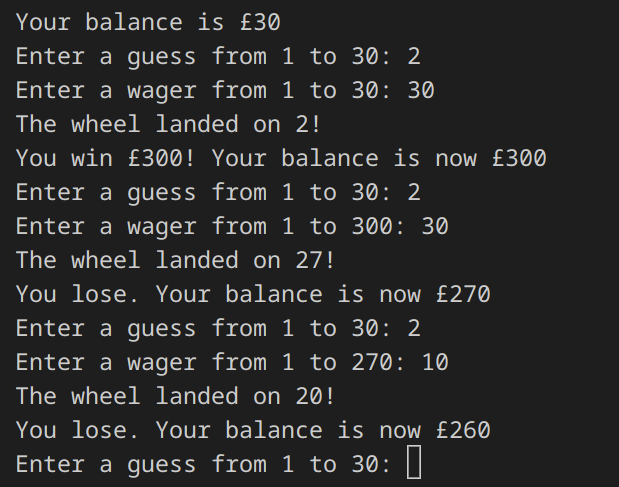 Your balance is £30
Enter a guess from 1 to 30: 2
Enter a wager from 1 to 30: 30
The wheel landed on 2!
You win £300! Your balance is now £300
Enter a guess from 1 to 30: 2
Enter a wager from 1 to 300: 30
The wheel landed on 27!
You lose. Your balance is now £270
Enter a guess from 1 to 30: 2
Enter a wager from 1 to 270: 10
The wheel landed on 20!
You lose. Your balance is now £260
Enter a guess from 1 to 30: